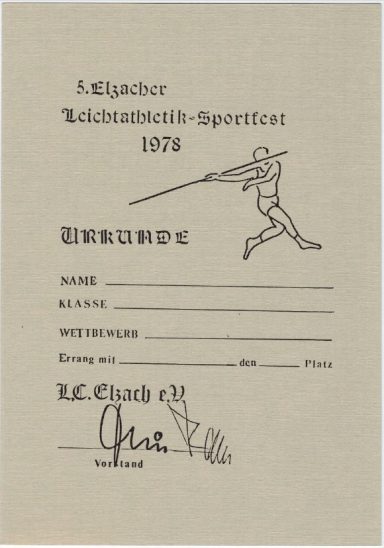 5. Elzacher
Leichtathletik-Sportfest
1978
URKUNDE
NAME
KLASSE
WETTBEWERB
Errang mit den Platz
L.C. Elzach e.V
Vorstand